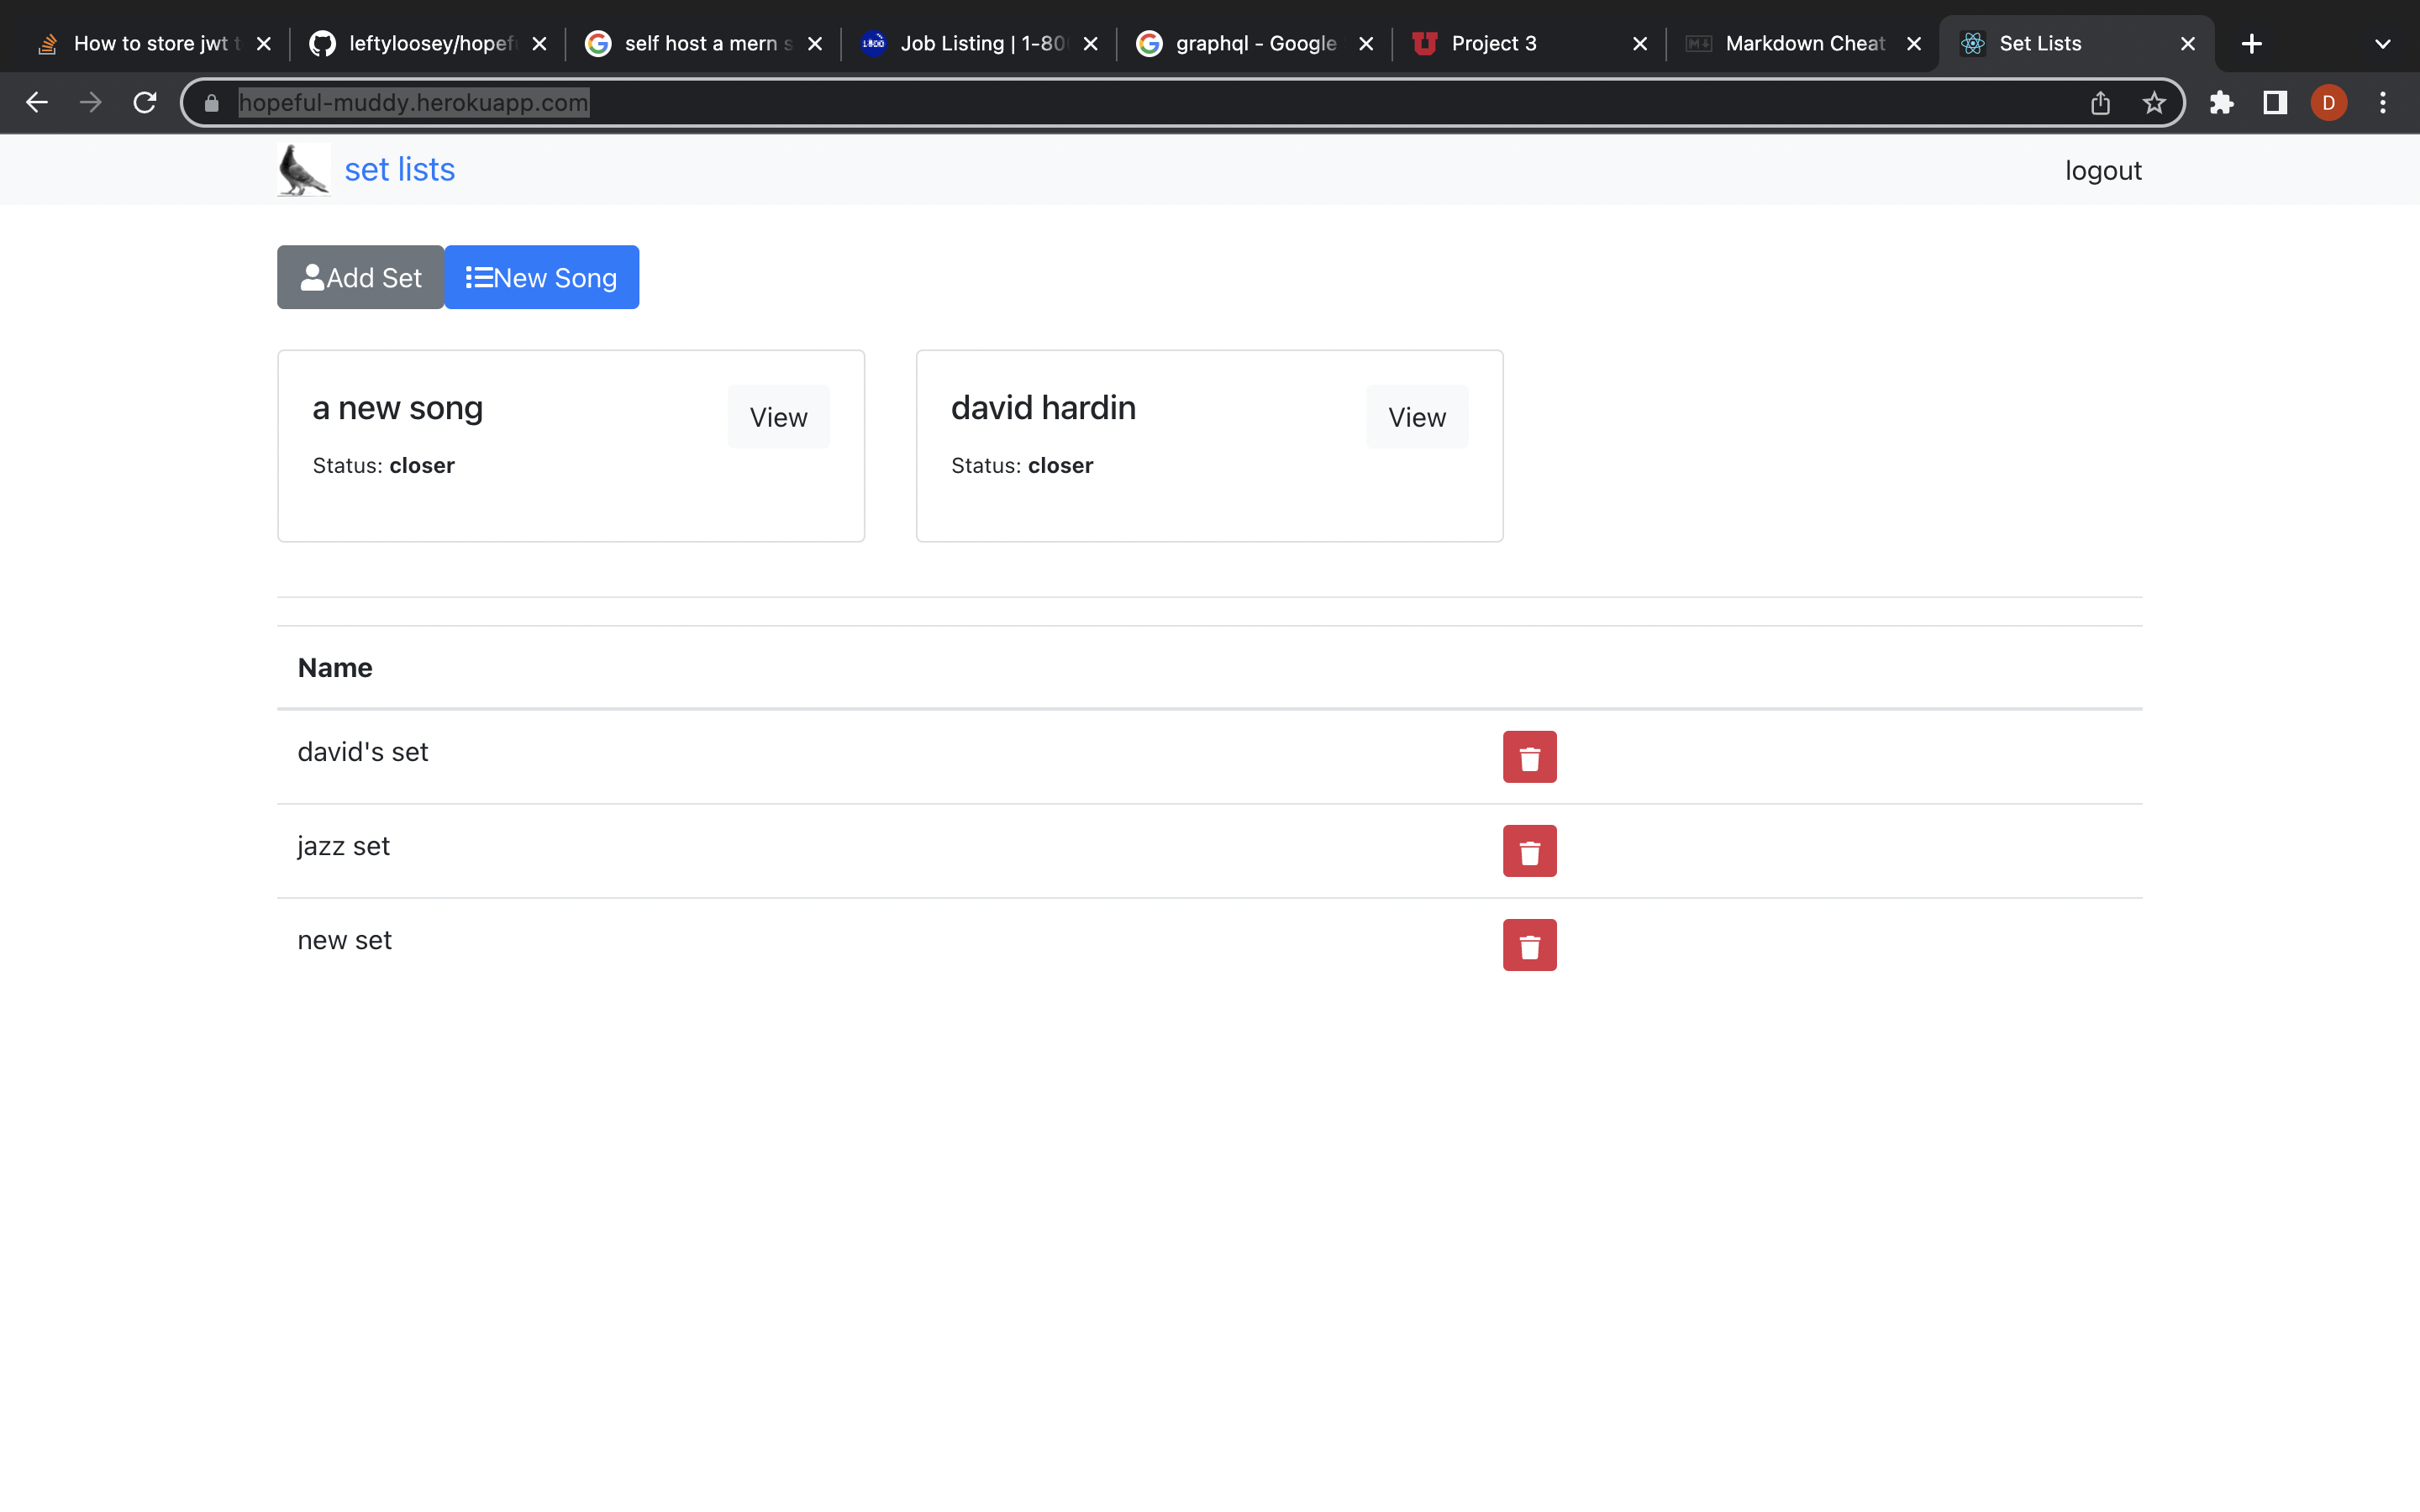 How to store jwt t
leftyloosey/hopef
self host a mern s
Job Listing | 1-80
graphql - Google
Project 3
Markdown Cheat
Set Lists
hopeful-muddy.herokuapp.com
D
set lists
logout
Add Set
New Song
a new song
View
Status: closer
david hardin
View
Status: closer
Name
david's set
jazz set
new set